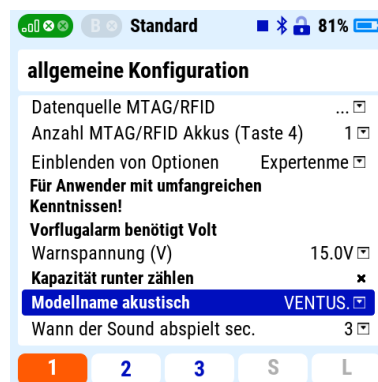 B Standard 81%
allgemeine Konfiguration
Datenquelle MTAG/RFID ...
Anzahl MTAG/RFID Akkus (Taste 4) 1
Einblenden von Optionen Expertenme
Für Anwender mit umfangreichen
Kenntnissen!
Vorflugalarm benötigt Volt
Warnspannung (V) 15.0V
Kapazität runter zählen
Modellname akustisch VENTUS.
Wann der Sound abspielt sec. 3
1 2 3 S L